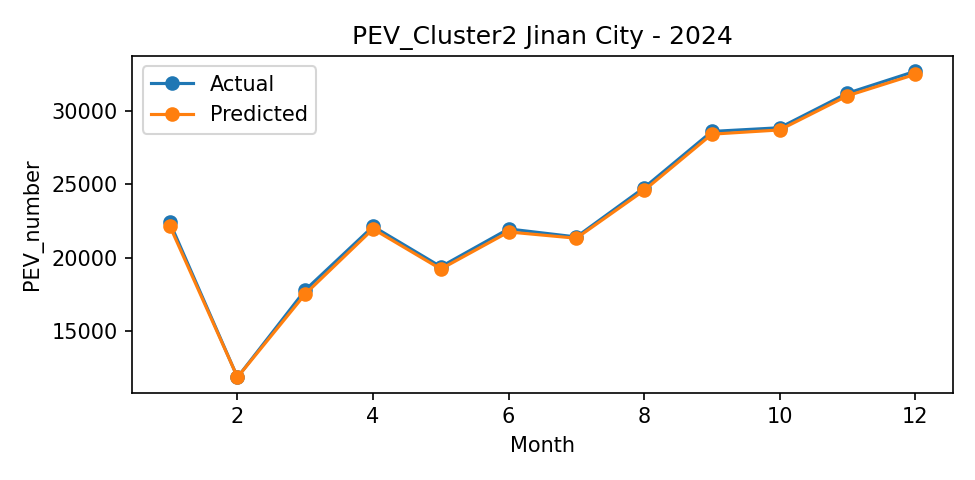 PEV_Cluster2 Jinan City - 2024
Actual
Predicted
30000
25000
20000
15000
PEV_number
2 4 6 8 10 12
Month